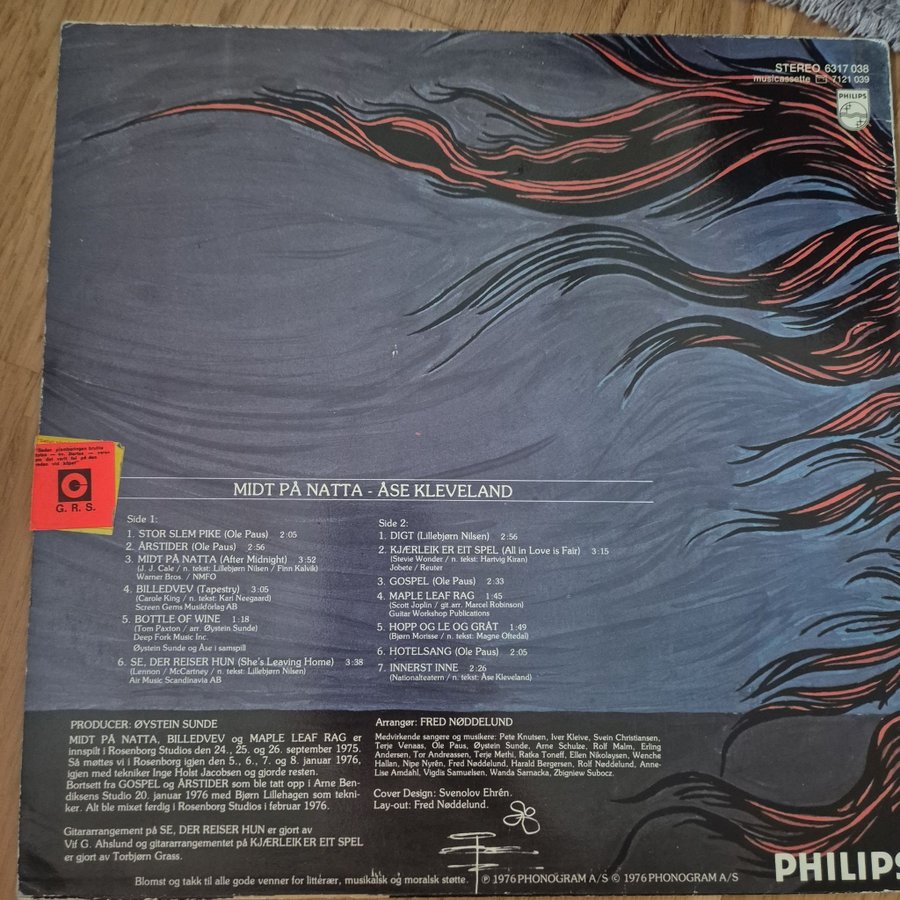 STEREO 6317 038
musicassette 7121 039
PHILIPS
C
G. R. S.
MIDT PÅ NATTA - ÅSE KLEVELAND
Side 1:
1. STOR SLEM PIKE (Ole Paus) 2:05
2. ÅRSTIDER (Ole Paus) 2:56
3. MIDT PÅ NATTA (After Midnight) 3:52
(J. J. Cale / n. tekst: Lillebjørn Nilsen / Finn Kalvik)
Warner Bros. / NMFO
4. BILLEDVEV (Tapestry) 3:05
(Carole King / n. tekst: Kari Neegaard)
Screen Gems Musikförlag AB
5. BOTTLE OF WINE 1:18
(Tom Paxton / arr. Øystein Sunde)
Deep Fork Music Inc.
Øystein Sunde og Åse i samspill
6. SE, DER REISER HUN (She's Leaving Home) 3:38
(Lennon / McCartney / n. tekst: Lillebjørn Nilsen)
Air Music Scandinavia AB
Side 2:
1. DIGT (Lillebjørn Nilsen) 2:56
2. KJÆRLEIK ER EIT SPEL (All in Love is Fair) 3:15
(Stevie Wonder / n. tekst: Hartvig Kiran)
Jobete / Reuter
3. GOSPEL (Ole Paus) 2:33
4. MAPLE LEAF RAG 1:45
(Scott Joplin / git.arr. Marcel Robinson)
Guitar Workshop Publications
5. HOPP OG LE OG GRÅT 1:49
(Bjørn Morisse / n. tekst: Magne Oftedal)
6. HOTELSANG (Ole Paus) 2:05
7. INNERST INNE 2:26
(Nationalteatern / n. tekst: Åse Kleveland)
PRODUCER: ØYSTEIN SUNDE
MIDT PÅ NATTA, BILLEDVEV og MAPLE LEAF RAG er
innspilt i Rosenborg Studios den 24., 25. og 26. september 1975.
Så møttes vi i Rosenborg igjen den 5., 6., 7. og 8. januar 1976,
igjen med tekniker Inge Holst Jacobsen og gjorde resten.
Bortsett fra GOSPEL og ÅRSTIDER som ble tatt opp i Arne Ben-
diksens Studio 20. januar 1976 med Bjørn Lillehagen som tekni-
ker. Alt ble mixet ferdig i Rosenborg Studios i februar 1976.
Gitararrangement på SE, DER REISER HUN er gjort av
Vif G. Ahslund og gitararrangementet på KJÆRLEIK ER EIT SPEL
er gjort av Torbjørn Grass.
Arrangør: FRED NØDDELUND
Medvirkende sangere og musikere: Pete Knutsen, Iver Kleive, Svein Christiansen,
Terje Venaas, Ole Paus, Øystein Sunde, Arne Schulze, Rolf Malm, Erling
Andersen, Tor Andreassen, Terje Methi, Ratka Toneff, Ellen Nikolaysen, Wenche
Hallan, Nipe Nyrén, Fred Nøddelund, Harald Bergersen, Rolf Nøddelund, Anne-
Lise Amdahl, Vigdis Samuelsen, Wanda Sarnacka, Zbigniew Subocz.
Cover Design: Svenolov Ehrén.
Lay-out: Fred Nøddelund.
Blomst og takk til alle gode venner for littérær, musikalsk og moralsk støtte. ℗ 1976 PHONOGRAM A/S © 1976 PHONOGRAM A/S
PHILIPS